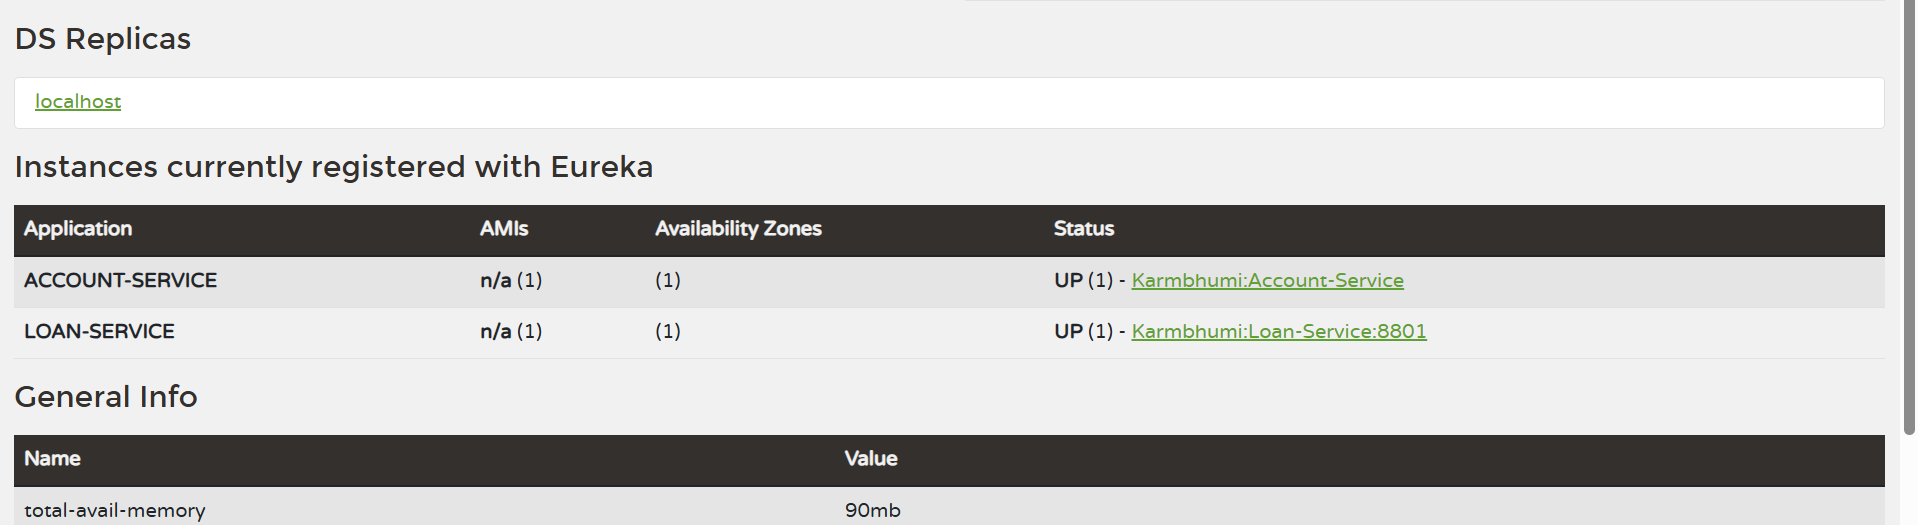 DS Replicas
localhost
Instances currently registered with Eureka
Application AMIs Availability Zones Status
ACCOUNT-SERVICE n/a (1) (1) UP (1) - Karmbhumi:Account-Service
LOAN-SERVICE n/a (1) (1) UP (1) - Karmbhumi:Loan-Service:8801
General Info
Name Value
total-avail-memory 90mb